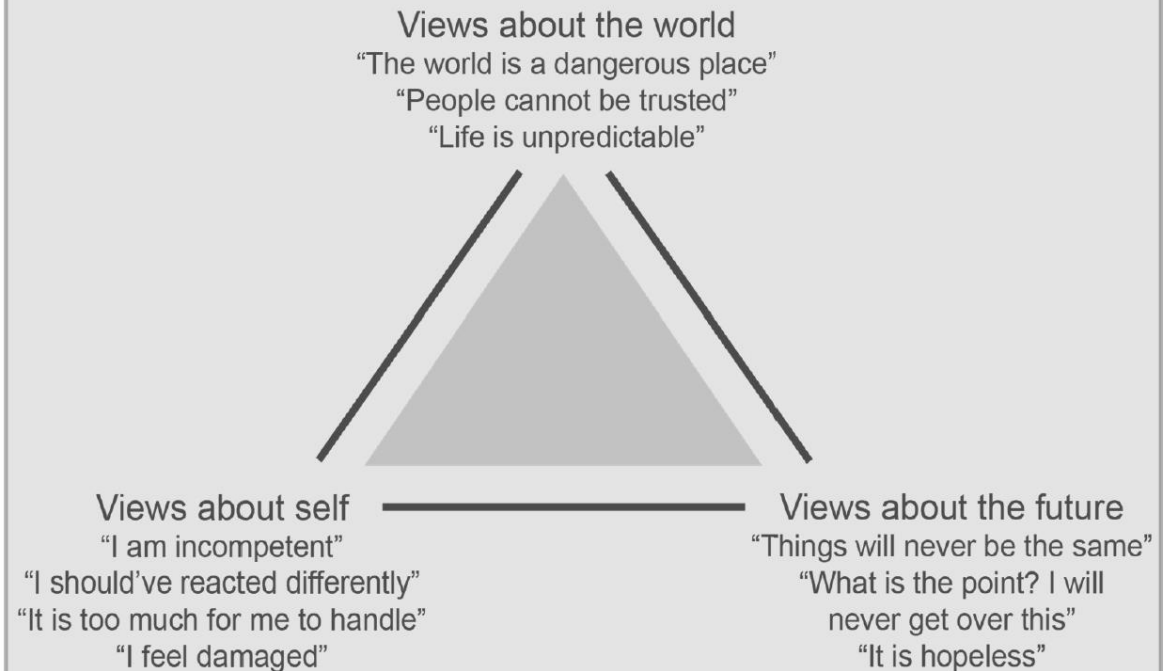 Views about the world
“The world is a dangerous place”
“People cannot be trusted”
“Life is unpredictable”
Views about self
“I am incompetent”
“I should’ve reacted differently”
“It is too much for me to handle”
“I feel damaged”
Views about the future
“Things will never be the same”
“What is the point? I will
never get over this”
“It is hopeless”